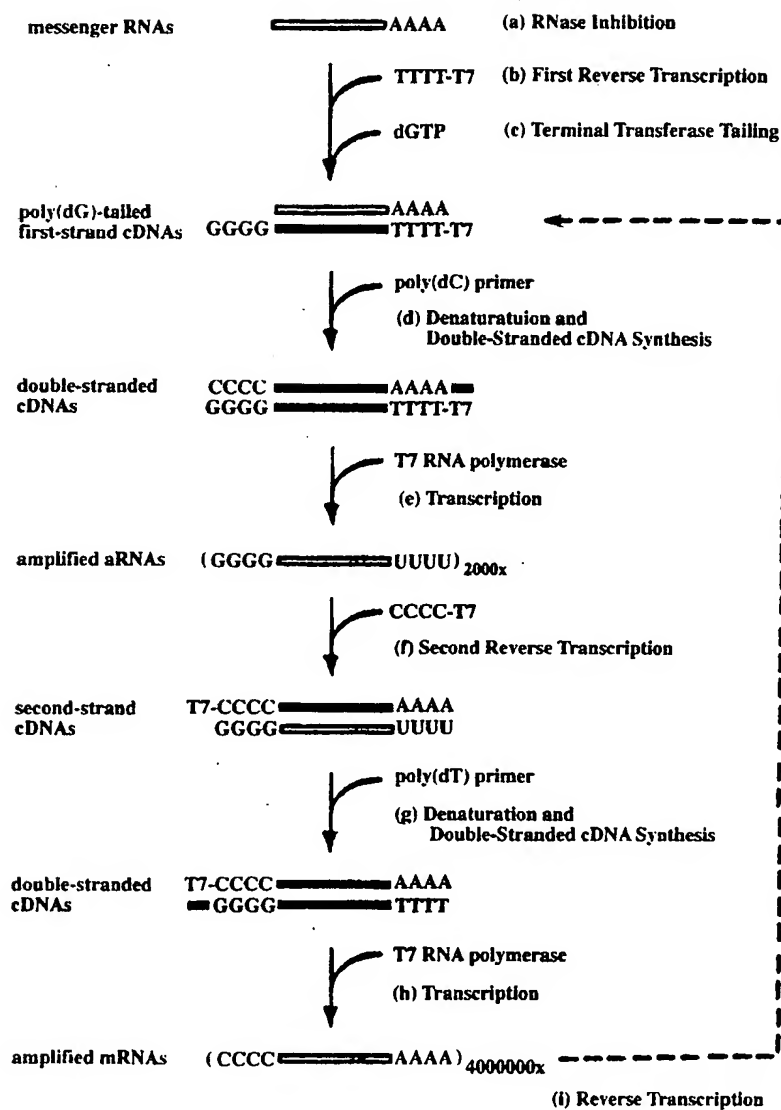 messenger RNAs AAAA (a) RNase Inhibition
TTTT-T7 (b) First Reverse Transcription
dGTP (c) Terminal Transferase Tailing
poly(dG)-tailed AAAA
first-strand cDNAs GGGG TTTT-T7
poly(dC) primer
(d) Denaturatuion and
Double-Stranded cDNA Synthesis
double-stranded CCCC AAAA
cDNAs GGGG TTTT-T7
T7 RNA polymerase
(e) Transcription
amplified aRNAs (GGGG UUUU)2000x
CCCC-T7
(f) Second Reverse Transcription
second-strand T7-CCCC AAAA
cDNAs GGGG UUUU
poly(dT) primer
(g) Denaturation and
Double-Stranded cDNA Synthesis
double-stranded T7-CCCC AAAA
cDNAs GGGG TTTT
T7 RNA polymerase
(h) Transcription
amplified mRNAs (CCCC AAAA)4000000x
(i) Reverse Transcription